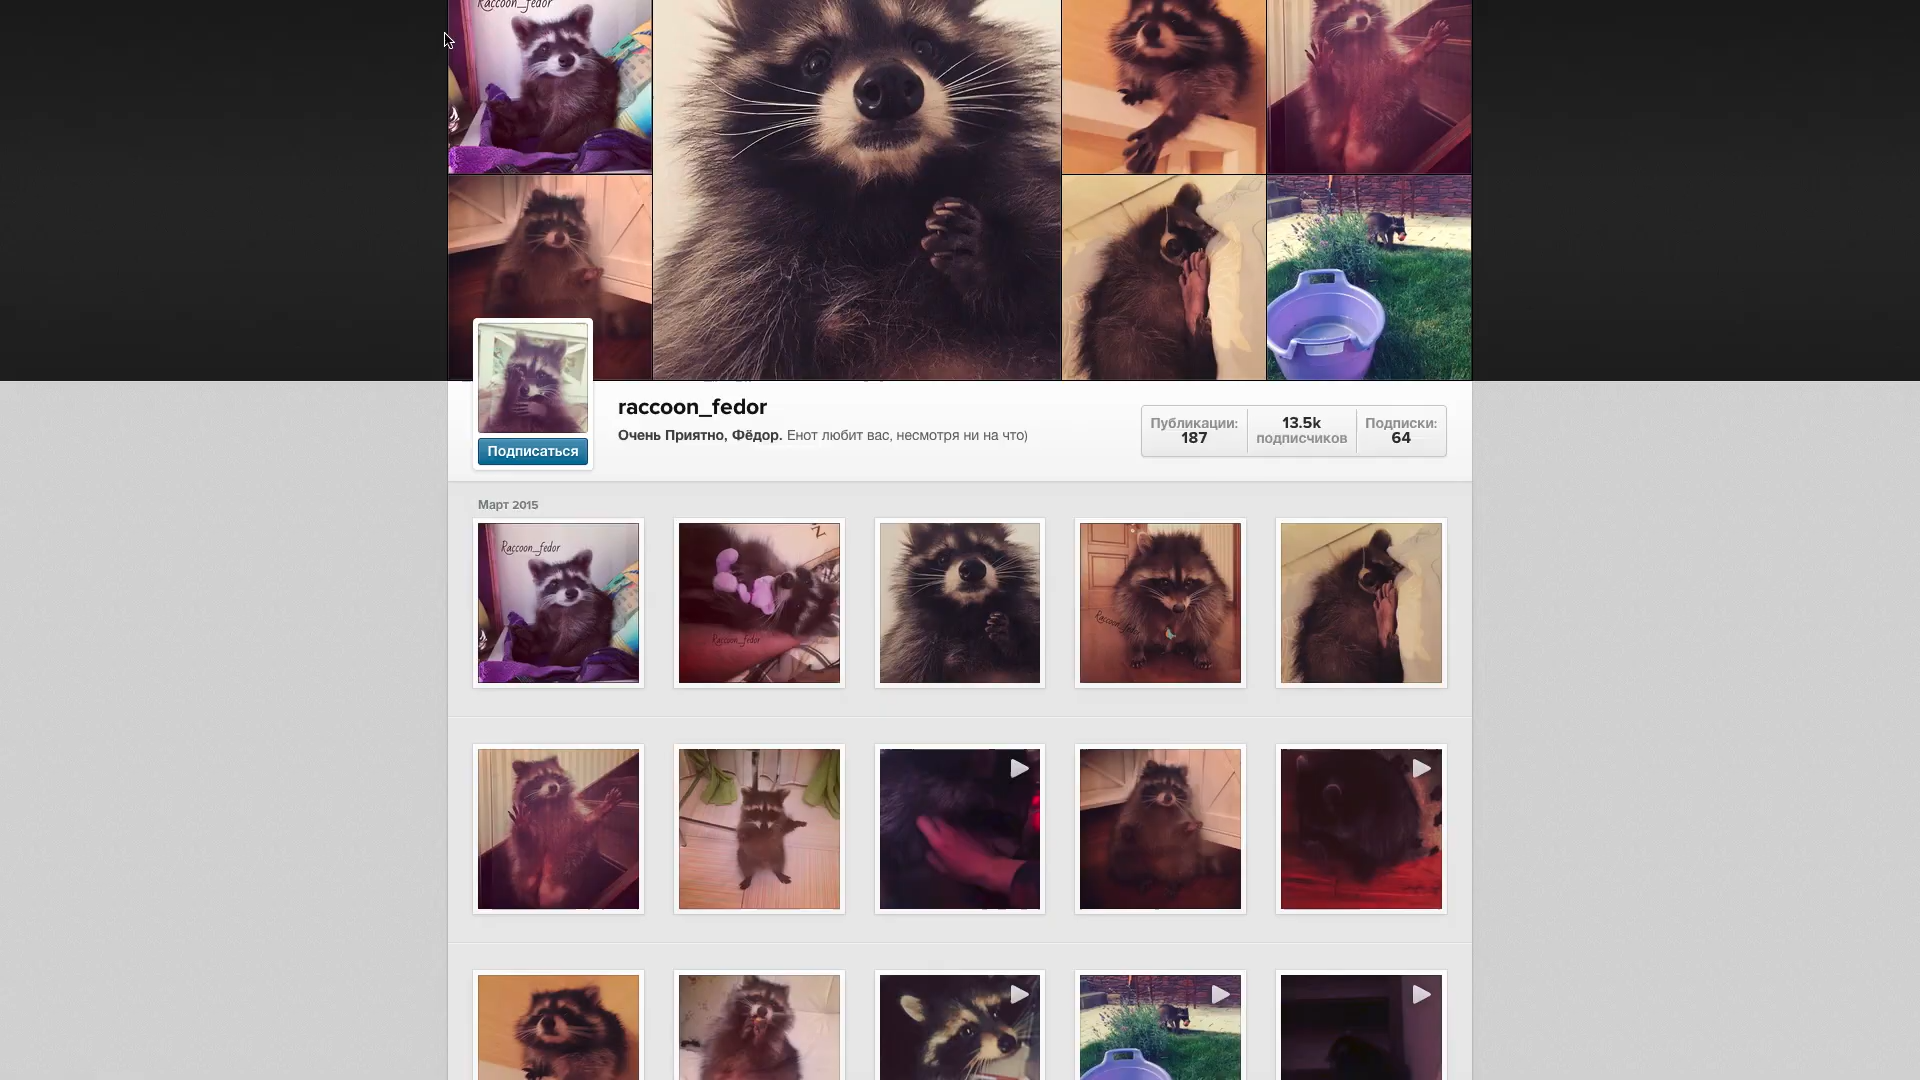 Raccoon_fedor
raccoon_fedor
Очень Приятно, Фёдор. Енот любит вас, несмотря ни на что)
Подписаться
Публикации:
187
13.5k
подписчиков
Подписки:
64
Март 2015
Raccoon_fedor
Z
Raccoon_fedor
Raccoon_fedor